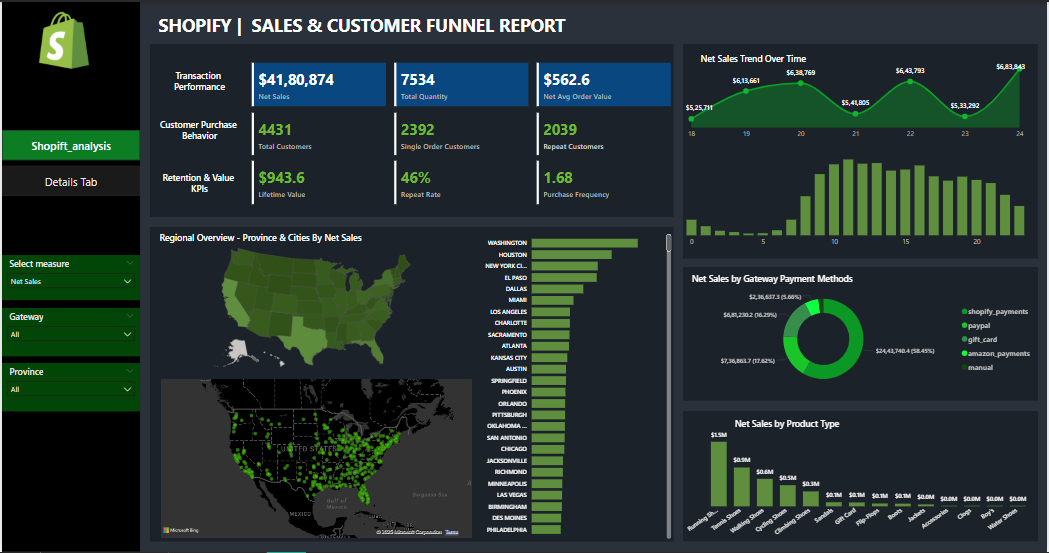 SHOPIFY | SALES & CUSTOMER FUNNEL REPORT
Shopift_analysis
Details Tab
Select measure
Net Sales
Gateway
All
Province
All
Transaction
Performance
$41,80,874
Net Sales
7534
Total Quantity
$562.6
Net Avg Order Value
Customer Purchase
Behavior
4431
Total Customers
2392
Single Order Customers
2039
Repeat Customers
Retention & Value
KPIs
$943.6
Lifetime Value
46%
Repeat Rate
1.68
Purchase Frequency
Regional Overview - Province & Cities By Net Sales
WASHINGTON
HOUSTON
NEW YORK CI...
EL PASO
DALLAS
MIAMI
LOS ANGELES
CHARLOTTE
SACRAMENTO
ATLANTA
KANSAS CITY
AUSTIN
SPRINGFIELD
PHOENIX
ORLANDO
PITTSBURGH
OKLAHOMA ...
SAN ANTONIO
CHICAGO
JACKSONVILLE
RICHMOND
MINNEAPOLIS
LAS VEGAS
BIRMINGHAM
DES MOINES
PHILADELPHIA
UNITED STATES
Gulf of
Mexico
MEXICO
Sargasso Sea
Microsoft Bing
© 2025 Microsoft Corporation Terms
Net Sales Trend Over Time
$5,25,711
$6,13,661
$6,38,769
$5,41,805
$6,43,793
$5,33,292
$6,83,843
18 19 20 21 22 23 24
0 5 10 15 20
Net Sales by Gateway Payment Methods
$2,36,637.3 (5.66%)
$6,81,230.2 (16.29%)
$7,36,863.7 (17.62%)
$24,43,740.4 (58.45%)
shopify_payments
paypal
gift_card
amazon_payments
manual
Net Sales by Product Type
$1.5M
$0.9M
$0.6M
$0.5M
$0.3M
$0.1M
$0.1M
$0.1M
$0.1M
$0.0M
$0.0M
$0.0M
$0.0M
$0.0M
Running Sh...
Tennis Shoes
Walking Shoes
Cycling Shoes
Climbing Shoes
Sandals
Gift Card
Flip-Flops
Boots
Jackets
Accessories
Clogs
Boy's
Water Shoes